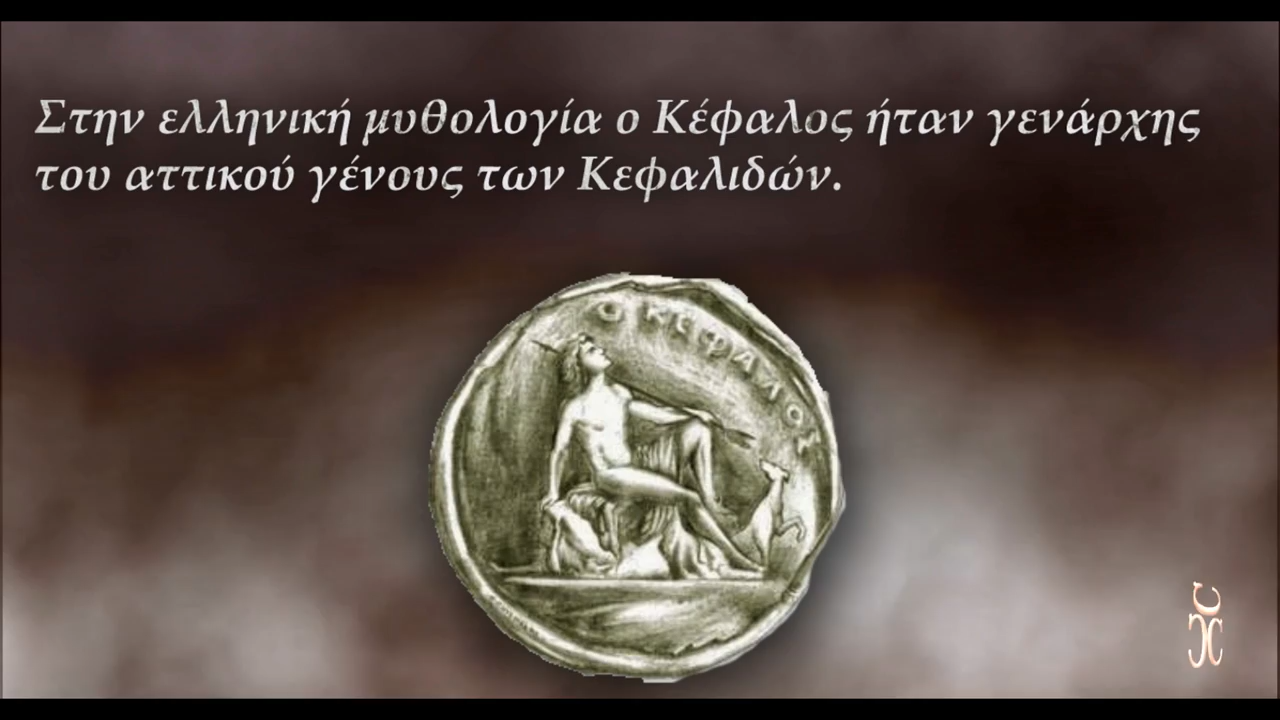 Στην ελληνική μυθολογία ο Κέφαλος ήταν γενάρχης
του αττικού γένους των Κεφαλιδών.
Ο ΚΕΦΑΛΟΣ